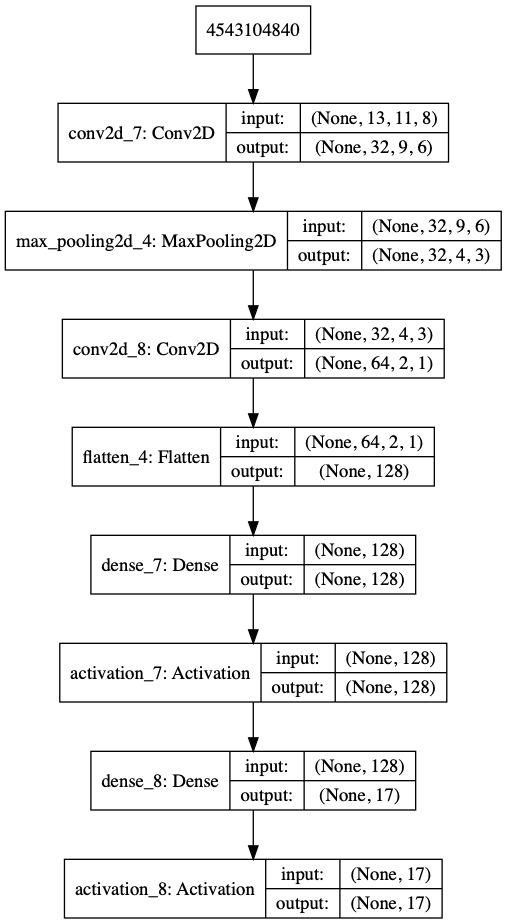 4543104840
conv2d_7: Conv2D input: (None, 13, 11, 8)
output: (None, 32, 9, 6)
max_pooling2d_4: MaxPooling2D input: (None, 32, 9, 6)
output: (None, 32, 4, 3)
conv2d_8: Conv2D input: (None, 32, 4, 3)
output: (None, 64, 2, 1)
flatten_4: Flatten input: (None, 64, 2, 1)
output: (None, 128)
dense_7: Dense input: (None, 128)
output: (None, 128)
activation_7: Activation input: (None, 128)
output: (None, 128)
dense_8: Dense input: (None, 128)
output: (None, 17)
activation_8: Activation input: (None, 17)
output: (None, 17)